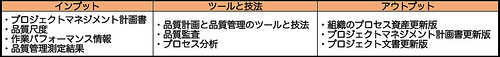 インプット
ツールと技法
アウトプット
・プロジェクトマネジメント計画書
・品質尺度
・作業パフォーマンス情報
・品質管理測定結果
・品質計画と品質管理のツールと技法
・品質監査
・プロセス分析
・組織のプロセス資産更新版
・プロジェクトマネジメント計画書更新版
・プロジェクト文書更新版